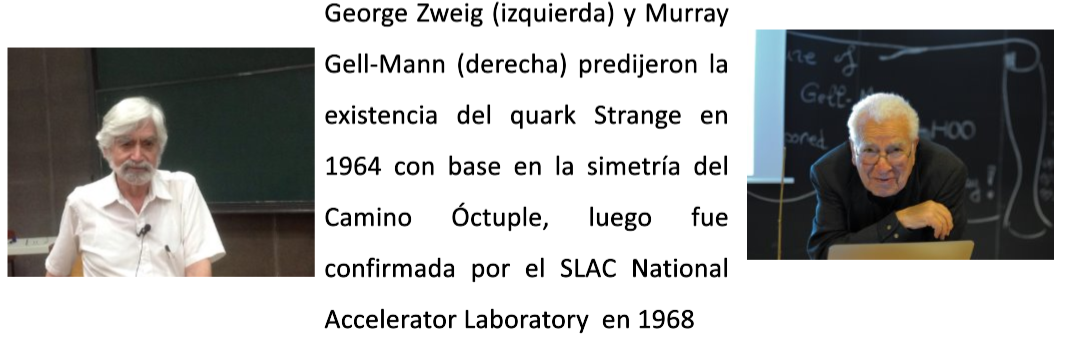 George Zweig (izquierda) y Murray
Gell-Mann (derecha) predijeron la
existencia del quark Strange en
1964 con base en la simetría del
Camino Óctuple, luego fue
confirmada por el SLAC National
Accelerator Laboratory en 1968